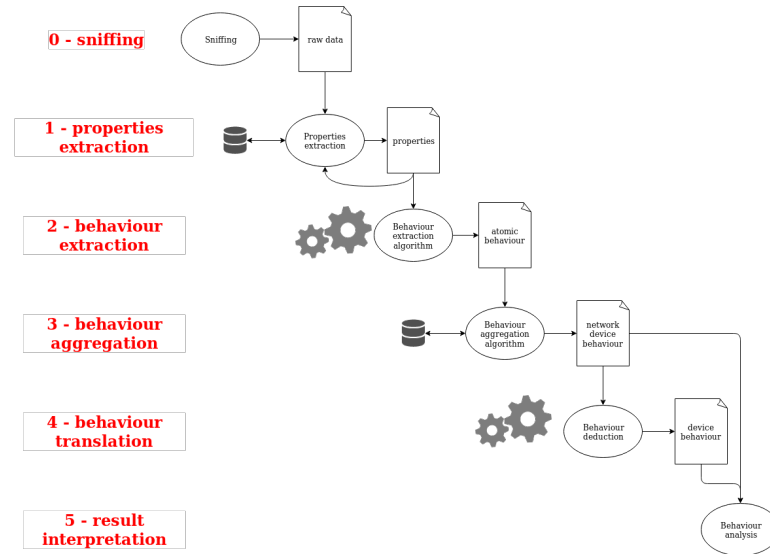 0 - sniffing
Sniffing
raw data
1 - properties
extraction
Properties
extraction
properties
2 - behaviour
extraction
Behaviour
extraction
algorithm
atomic
behaviour
3 - behaviour
aggregation
Behaviour
aggregation
algorithm
network
device
behaviour
4 - behaviour
translation
Behaviour
deduction
device
behaviour
5 - result
interpretation
Behaviour
analysis